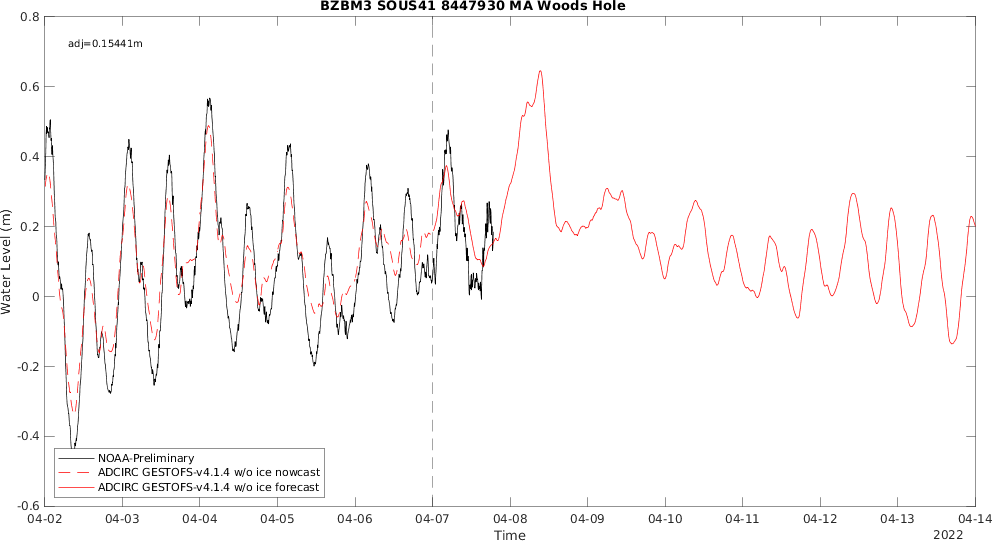 BZBM3 SOUS41 8447930 MA Woods Hole
adj=0.15441m
0.8
0.6
0.4
0.2
0
-0.2
-0.4
-0.6
Water Level (m)
NOAA-Preliminary
ADCIRC GESTOFS-v4.1.4 w/o ice nowcast
ADCIRC GESTOFS-v4.1.4 w/o ice forecast
04-02 04-03 04-04 04-05 04-06 04-07 04-08 04-09 04-10 04-11 04-12 04-13 04-14
Time
2022